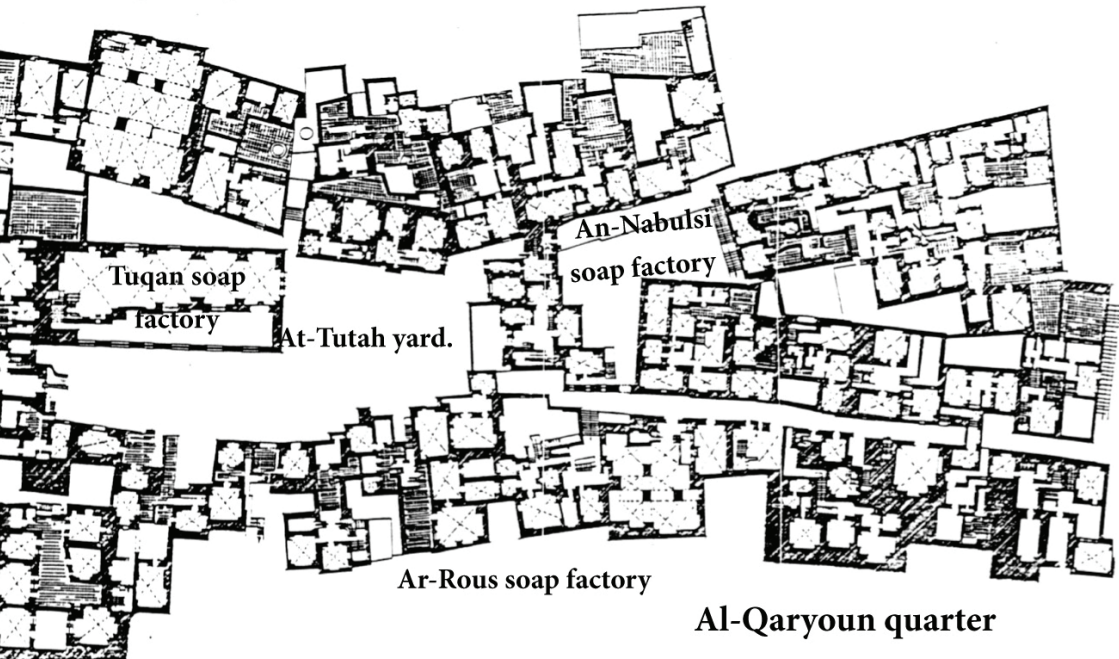 An-Nabulsi
soap factory
Tuqan soap
factory
At-Tutah yard.
Ar-Rous soap factory
Al-Qaryoun quarter